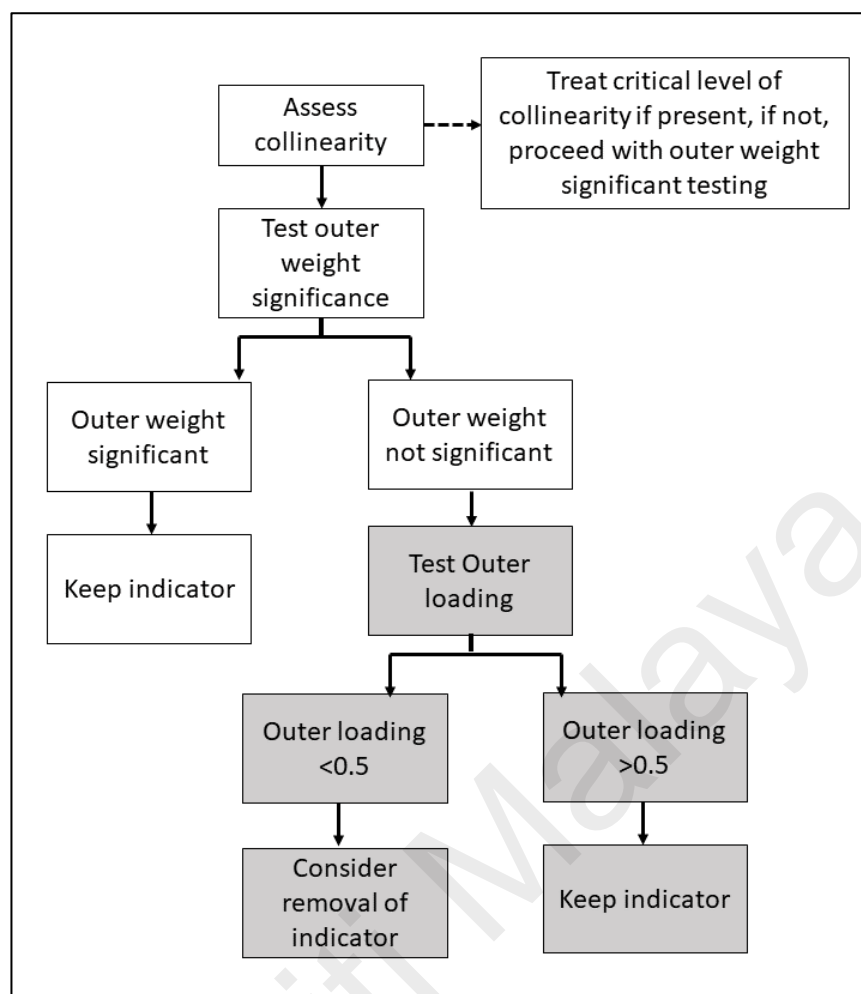 Assess
collinearity
Treat critical level of
collinearity if present, if not,
proceed with outer weight
significant testing
Test outer
weight
significance
Outer weight
significant
Outer weight
not significant
Keep indicator
Test Outer
loading
Outer loading
<0.5
Outer loading
>0.5
Consider
removal of
indicator
Keep indicator
Malaya